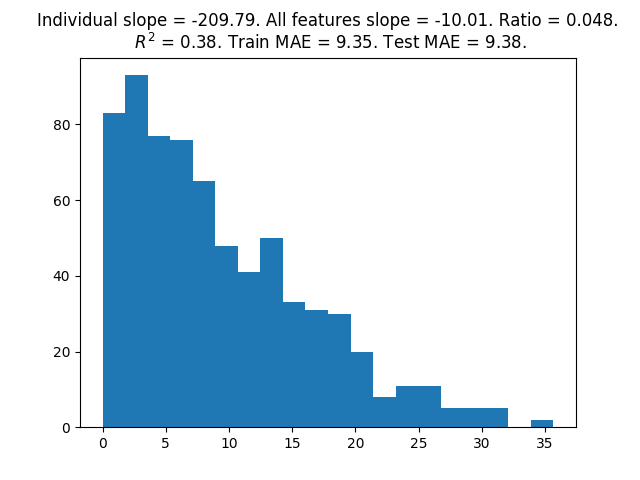 Individual slope = -209.79. All features slope = -10.01. Ratio = 0.048.
R² = 0.38. Train MAE = 9.35. Test MAE = 9.38.
80
60
40
20
0
0 5 10 15 20 25 30 35